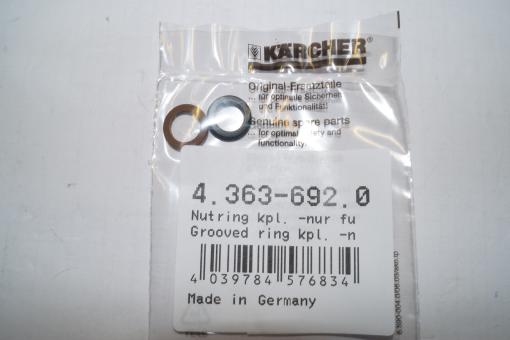 KÄRCHER
Original-Ersatzteile
... für optimale Sicherheit
und Funktionalität!
Genuine spare parts
... for optimal safety and
functionality!
4.363-692.0
Nutring kpl. -nur fu
Grooved ring kpl. -n
4 039784 576834
Made in Germany